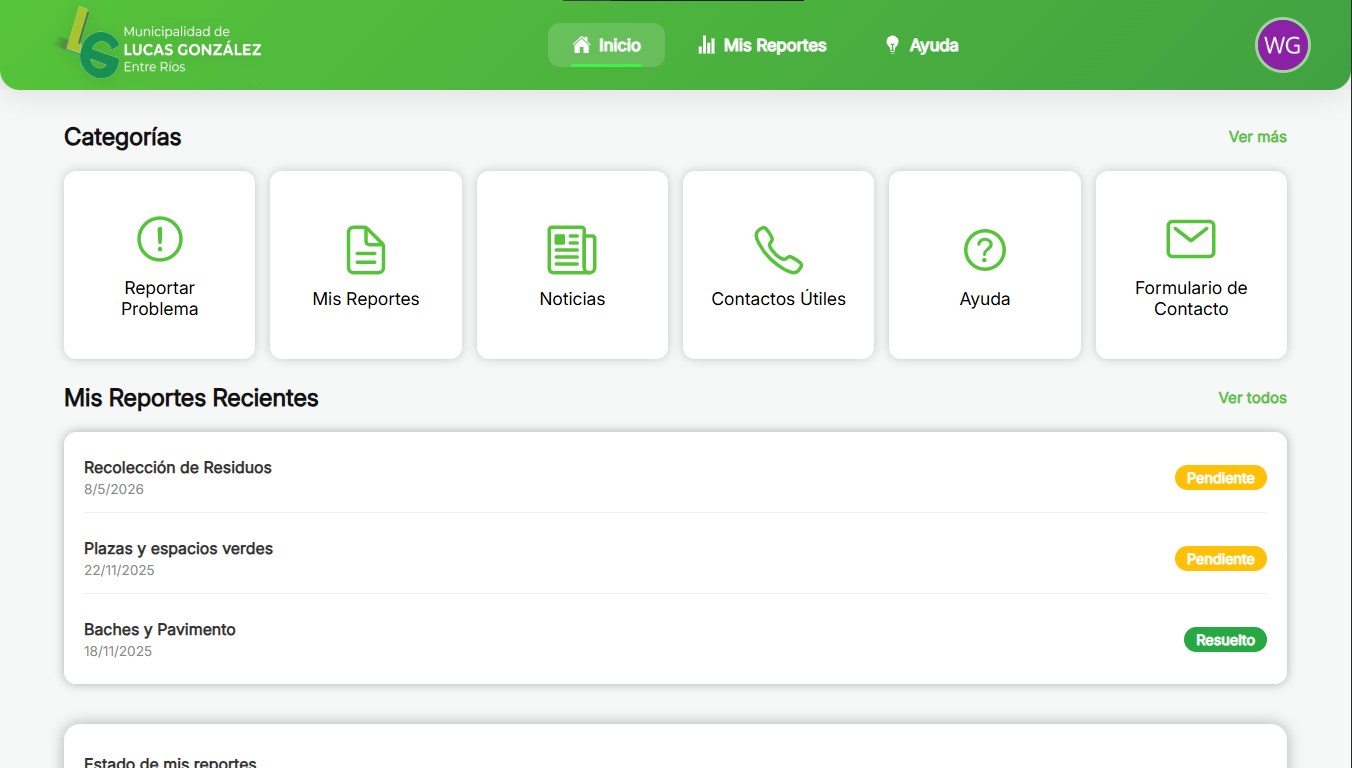 Municipalidad de
LUCAS GONZÁLEZ
Entre Ríos
Inicio
Mis Reportes
Ayuda
WG
Categorías
Ver más
Reportar
Problema
Mis Reportes
Noticias
Contactos Útiles
Ayuda
Formulario de
Contacto
Mis Reportes Recientes
Ver todos
Recolección de Residuos
8/5/2026
Pendiente
Plazas y espacios verdes
22/11/2025
Pendiente
Baches y Pavimento
18/11/2025
Resuelto
Estado de mis reportes